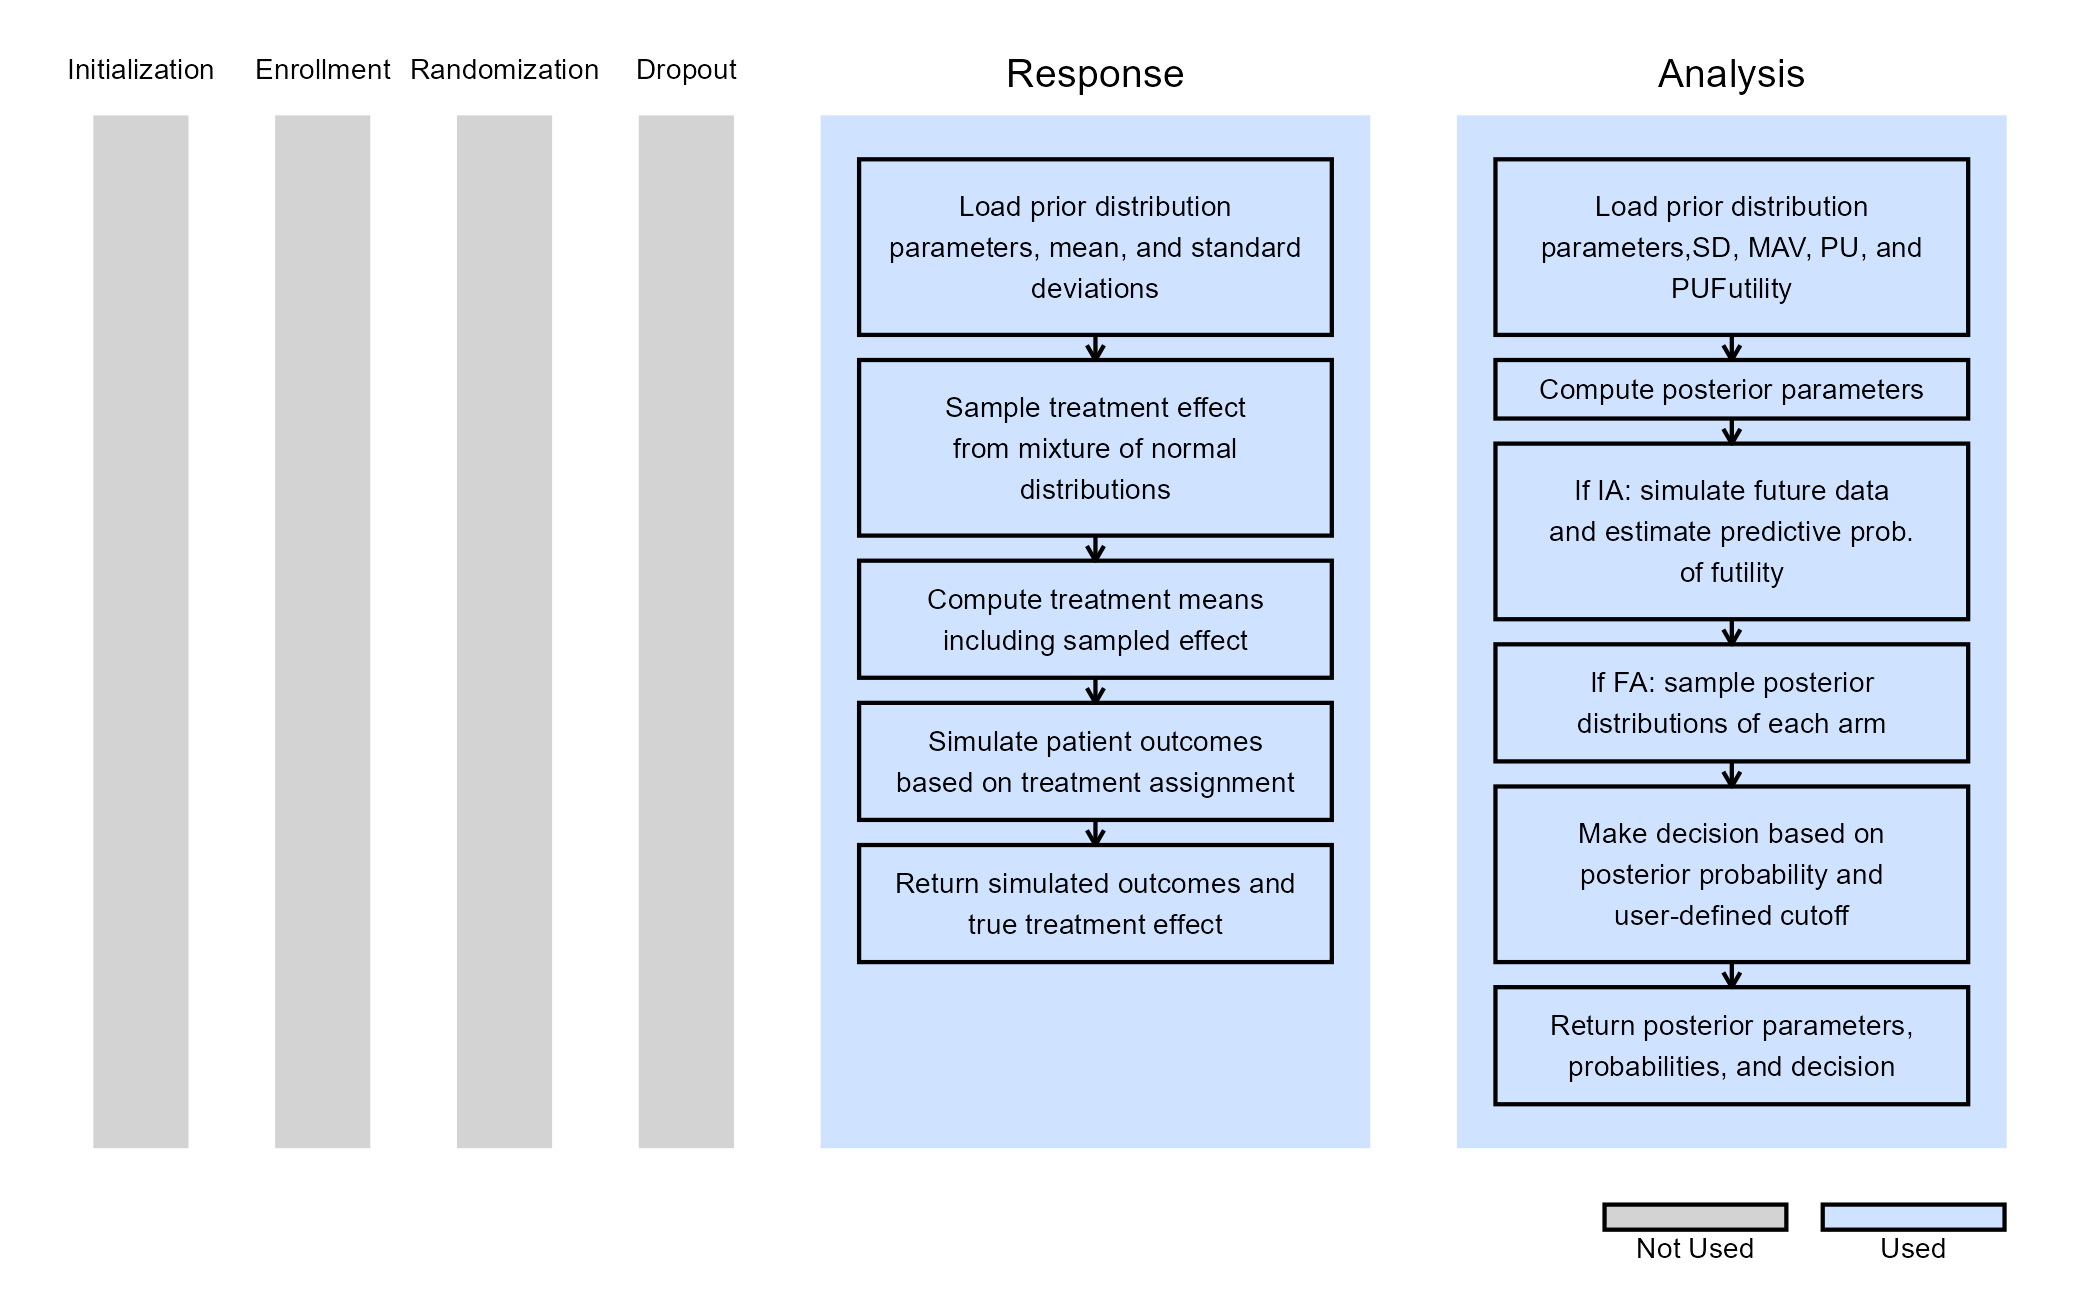 Initialization
Enrollment
Randomization
Dropout
Response
Analysis
Load prior distribution
parameters, mean, and standard
deviations
Sample treatment effect
from mixture of normal
distributions
Compute treatment means
including sampled effect
Simulate patient outcomes
based on treatment assignment
Return simulated outcomes and
true treatment effect
Load prior distribution
parameters,SD, MAV, PU, and
PUFutility
Compute posterior parameters
If IA: simulate future data
and estimate predictive prob.
of futility
If FA: sample posterior
distributions of each arm
Make decision based on
posterior probability and
user-defined cutoff
Return posterior parameters,
probabilities, and decision
Not Used
Used